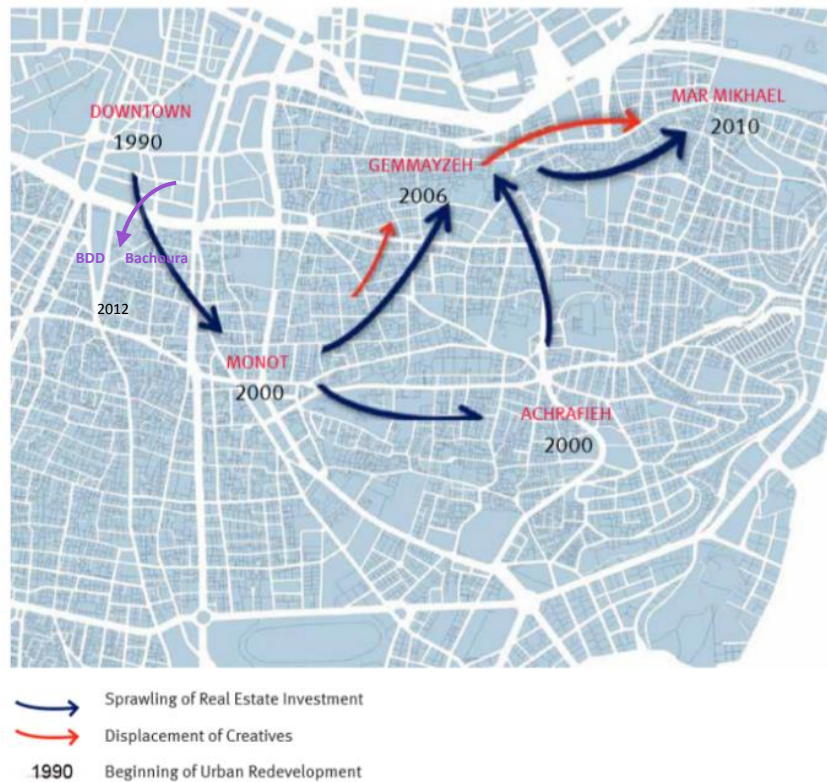 DOWNTOWN
1990
MAR MIKHAEL
2010
GEMMAYZEH
2006
BDD Bachoura
2012
MONOT
2000
ACHRAFIEH
2000
Sprawling of Real Estate Investment
Displacement of Creatives
1990 Beginning of Urban Redevelopment